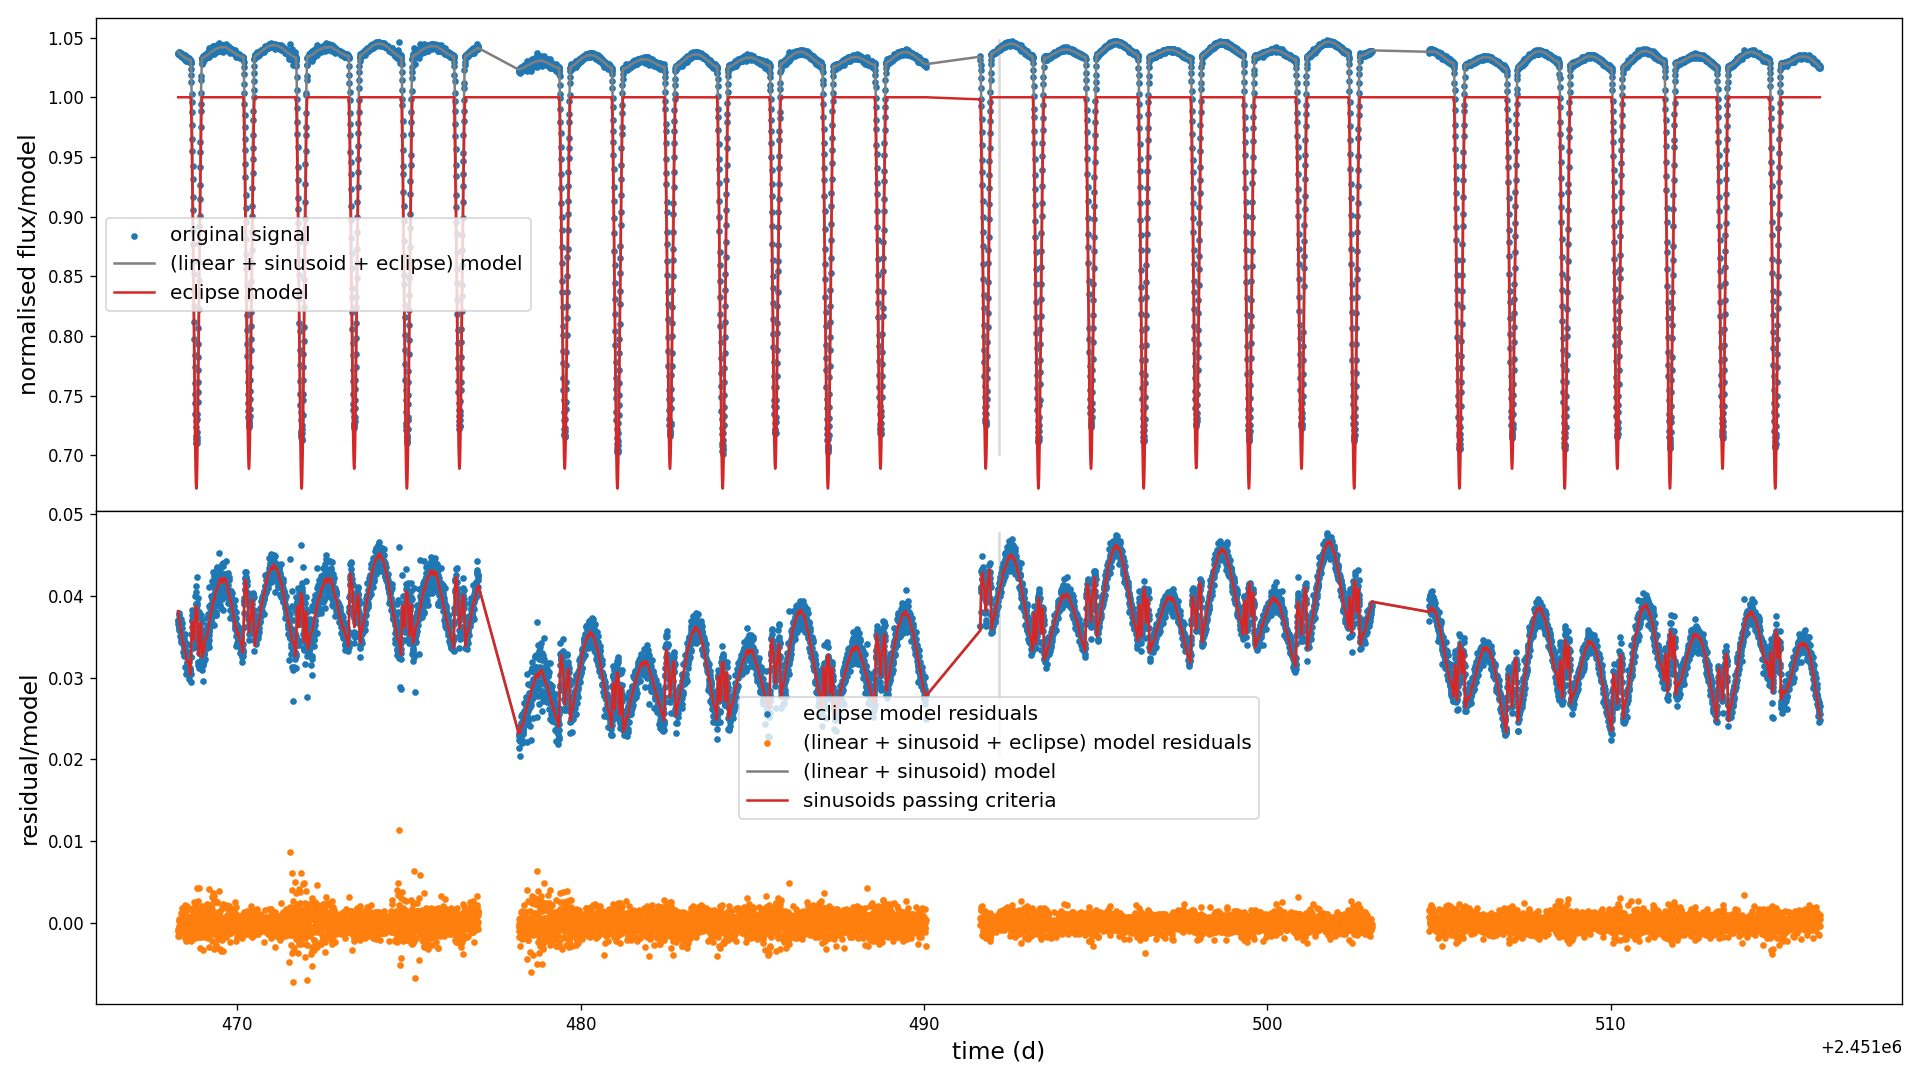 normalised flux/model
1.05
1.00
0.95
0.90
0.85
0.80
0.75
0.70
original signal
(linear + sinusoid + eclipse) model
eclipse model
residual/model
0.05
0.04
0.03
0.02
0.01
0.00
eclipse model residuals
(linear + sinusoid + eclipse) model residuals
(linear + sinusoid) model
sinusoids passing criteria
470 480 490 500 510
time (d)
+2.451e6